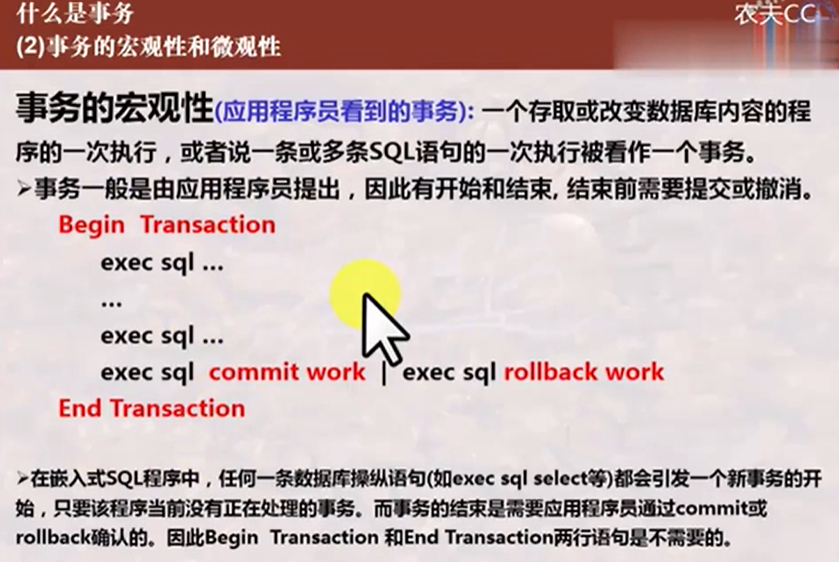 什么是事务
农夫CC
(2)事务的宏观性和微观性
事务的宏观性(应用程序员看到的事务): 一个存取或改变数据库内容的程
序的一次执行，或者说一条或多条SQL语句的一次执行被看作一个事务。
➢事务一般是由应用程序员提出，因此有开始和结束, 结束前需要提交或撤消。
Begin Transaction
exec sql ...
...
exec sql ...
exec sql commit work | exec sql rollback work
End Transaction
➢在嵌入式SQL程序中，任何一条数据库操纵语句(如exec sql select等)都会引发一个新事务的开
始，只要该程序当前没有正在处理的事务。而事务的结束是需要应用程序员通过commit或
rollback确认的。因此Begin Transaction 和End Transaction两行语句是不需要的。